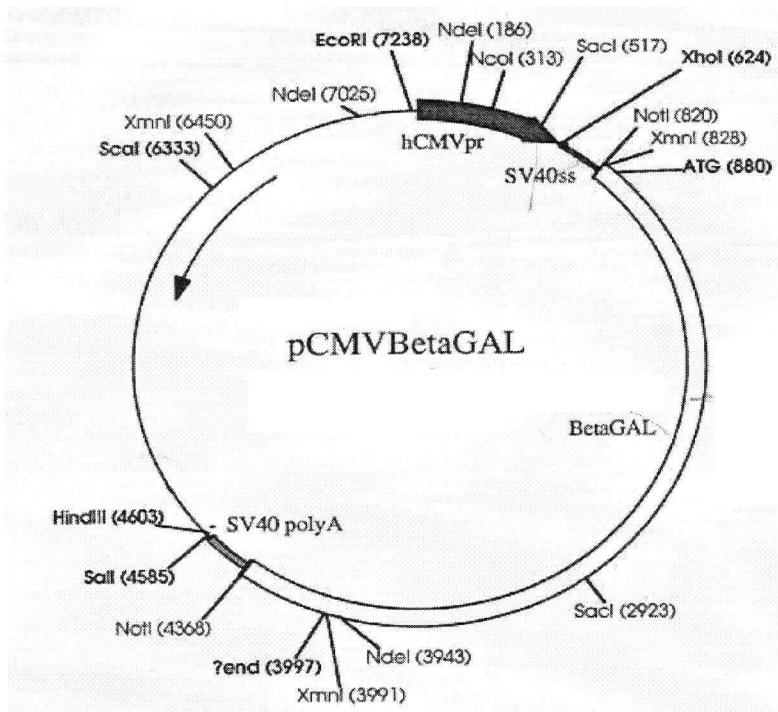 EcoRI (7238)
NdeI (186)
NcoI (313)
SacI (517)
XhoI (624)
NdeI (7025)
XmnI (6450)
ScaI (6333)
hCMVpr
SV40ss
NotI (820)
XmnI (828)
ATG (880)
pCMVBetaGAL
BetaGAL
HindIII (4603)
SV40 polyA
SalI (4585)
NotI (4368)
SacI (2923)
?end (3997)
NdeI (3943)
XmnI (3991)